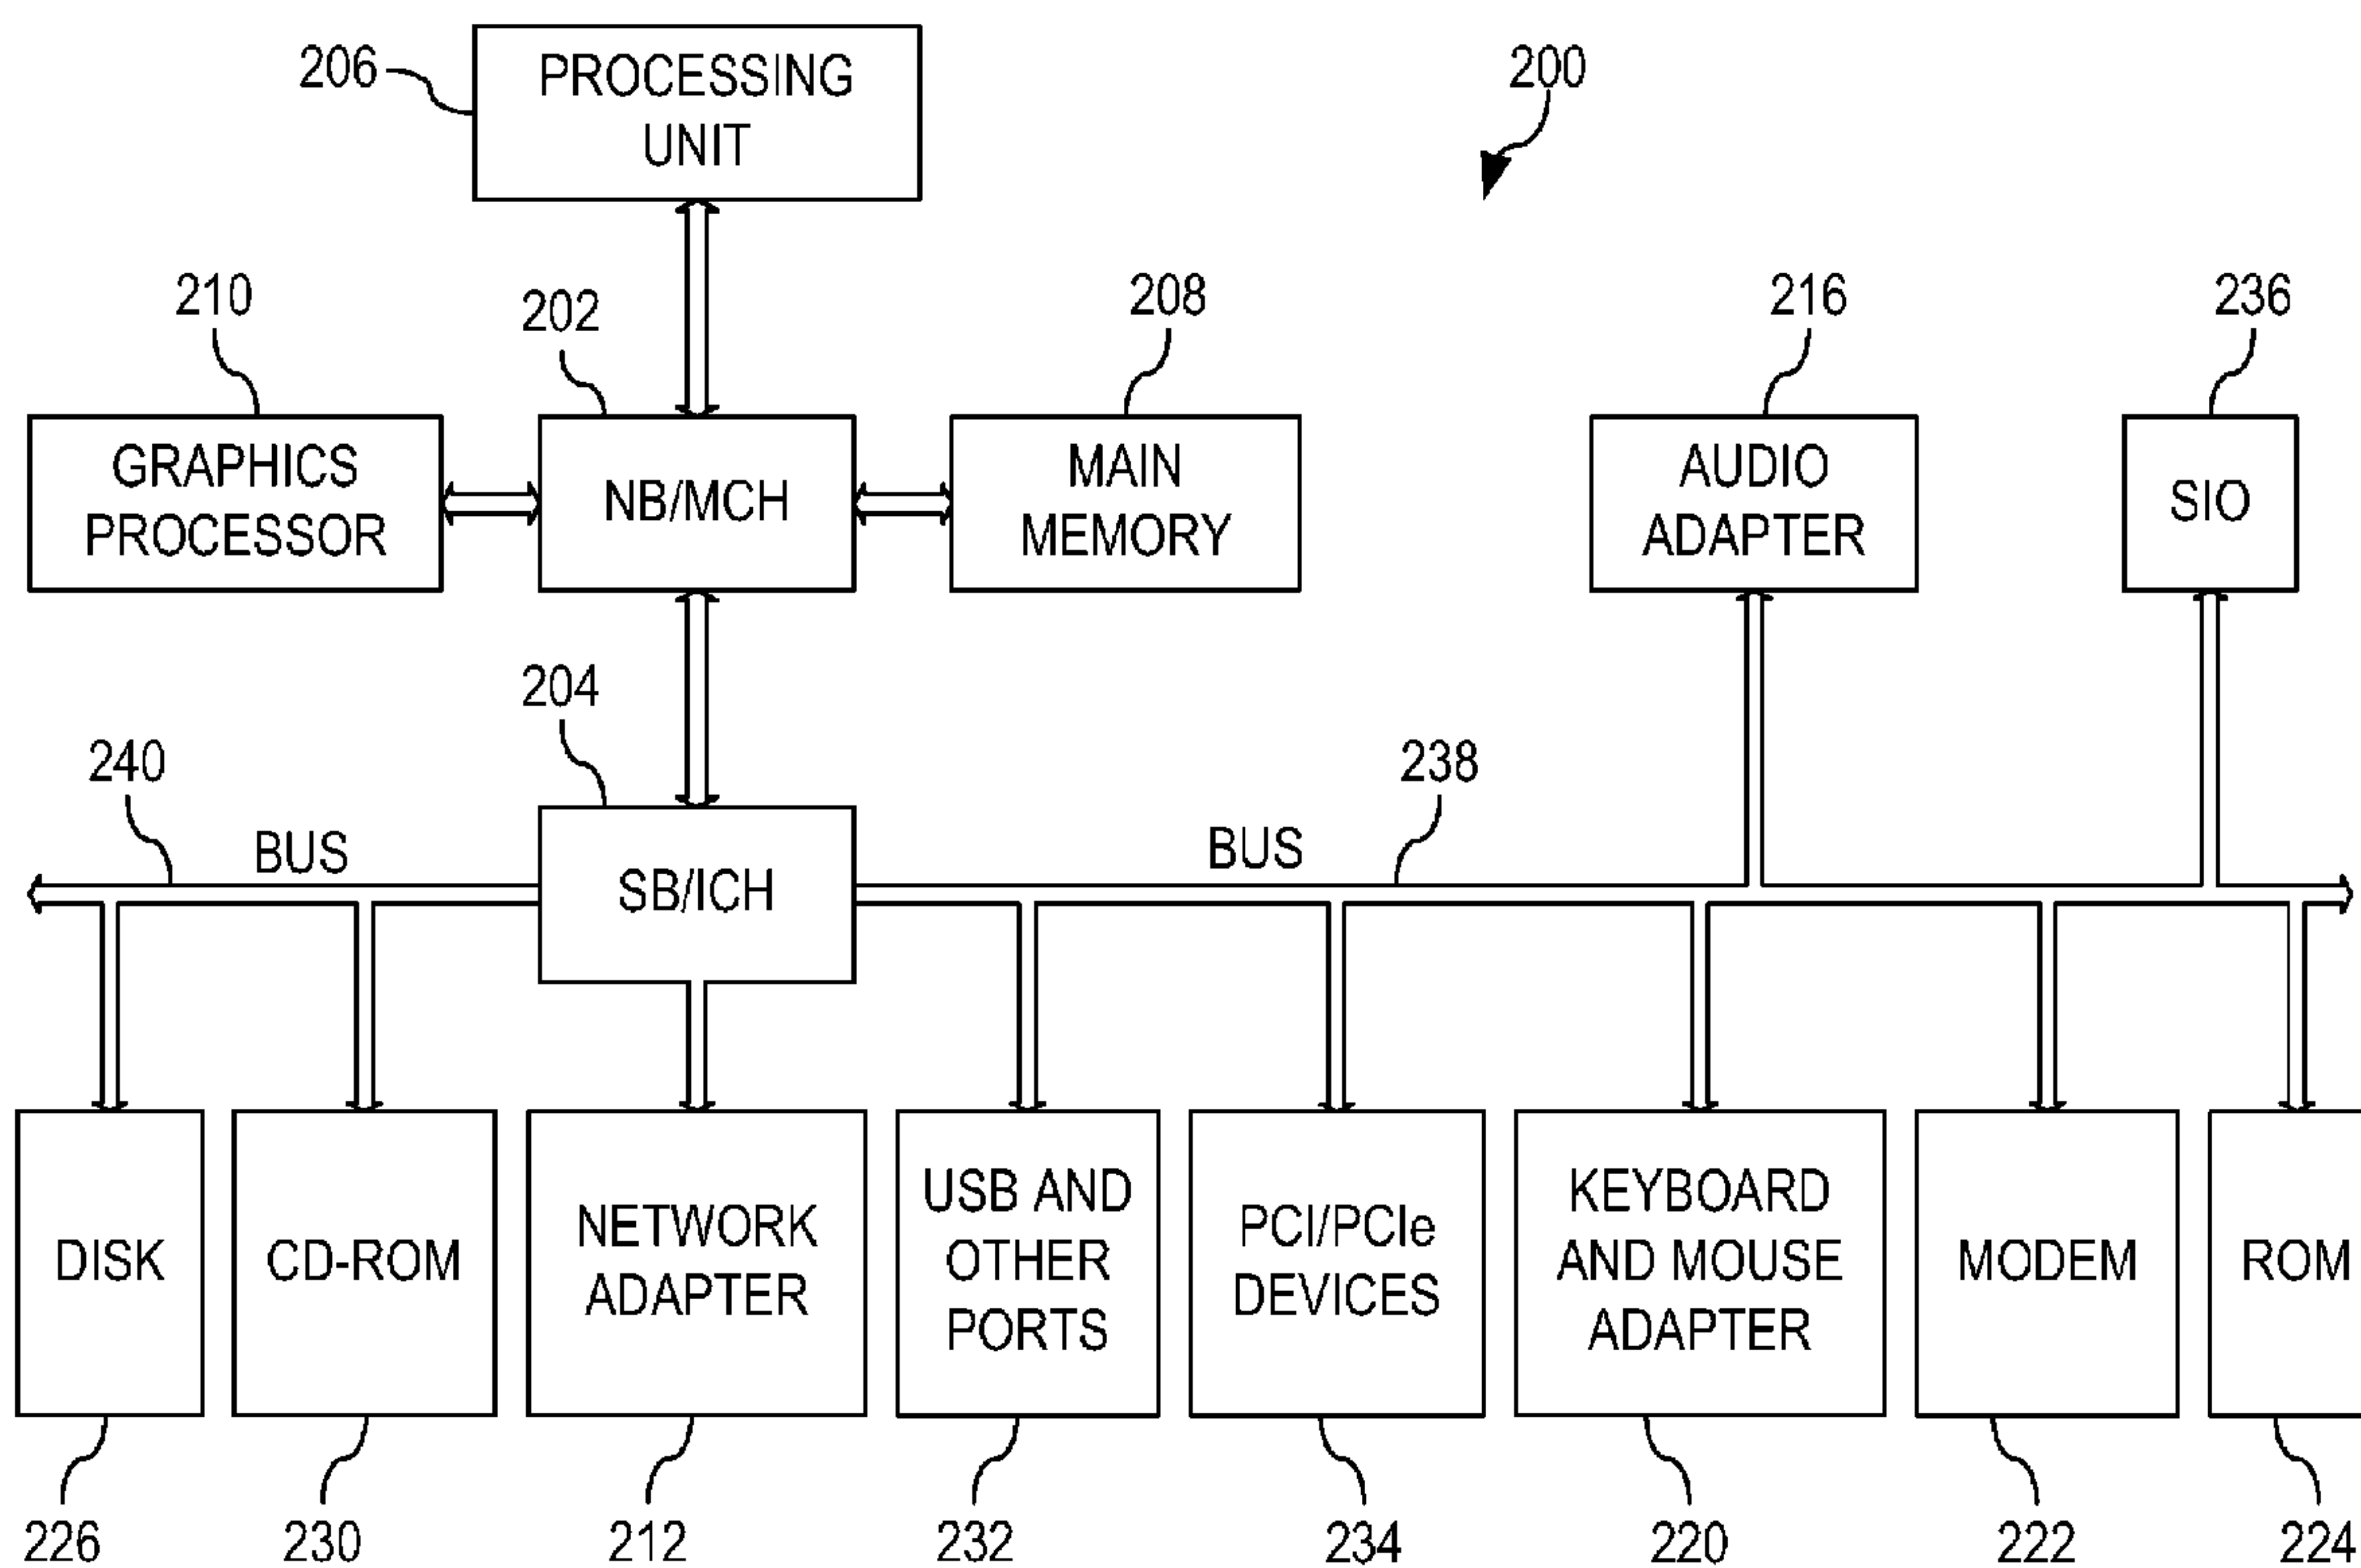 206
PROCESSING
UNIT
200
210
202
208
216
236
GRAPHICS
PROCESSOR
NB/MCH
MAIN
MEMORY
AUDIO
ADAPTER
SIO
204
240
BUS
238
BUS
SB/ICH
DISK
CD-ROM
NETWORK
ADAPTER
USB AND
OTHER
PORTS
PCI/PCIe
DEVICES
KEYBOARD
AND MOUSE
ADAPTER
MODEM
ROM
226
230
212
232
234
220
222
224